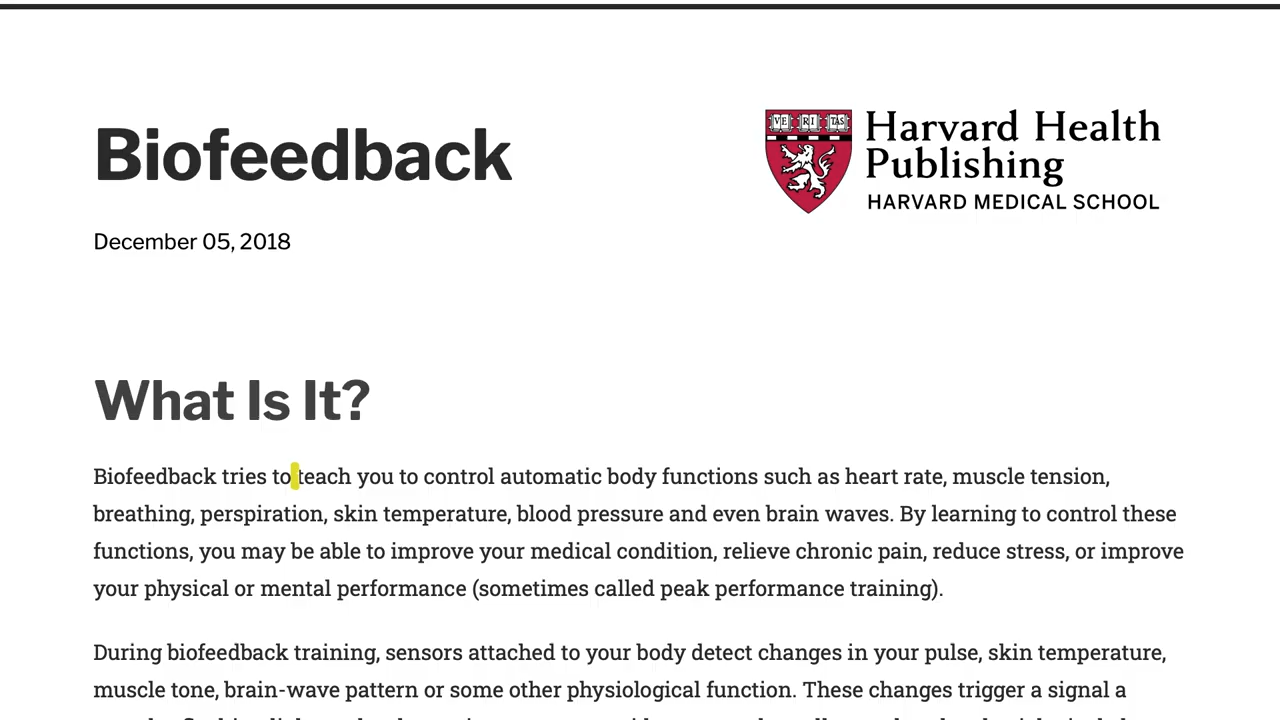 Biofeedback
VE RI TAS
Harvard Health
Publishing
HARVARD MEDICAL SCHOOL
December 05, 2018
What Is It?
Biofeedback tries to teach you to control automatic body functions such as heart rate, muscle tension,
breathing, perspiration, skin temperature, blood pressure and even brain waves. By learning to control these
functions, you may be able to improve your medical condition, relieve chronic pain, reduce stress, or improve
your physical or mental performance (sometimes called peak performance training).
During biofeedback training, sensors attached to your body detect changes in your pulse, skin temperature,
muscle tone, brain-wave pattern or some other physiological function. These changes trigger a signal a